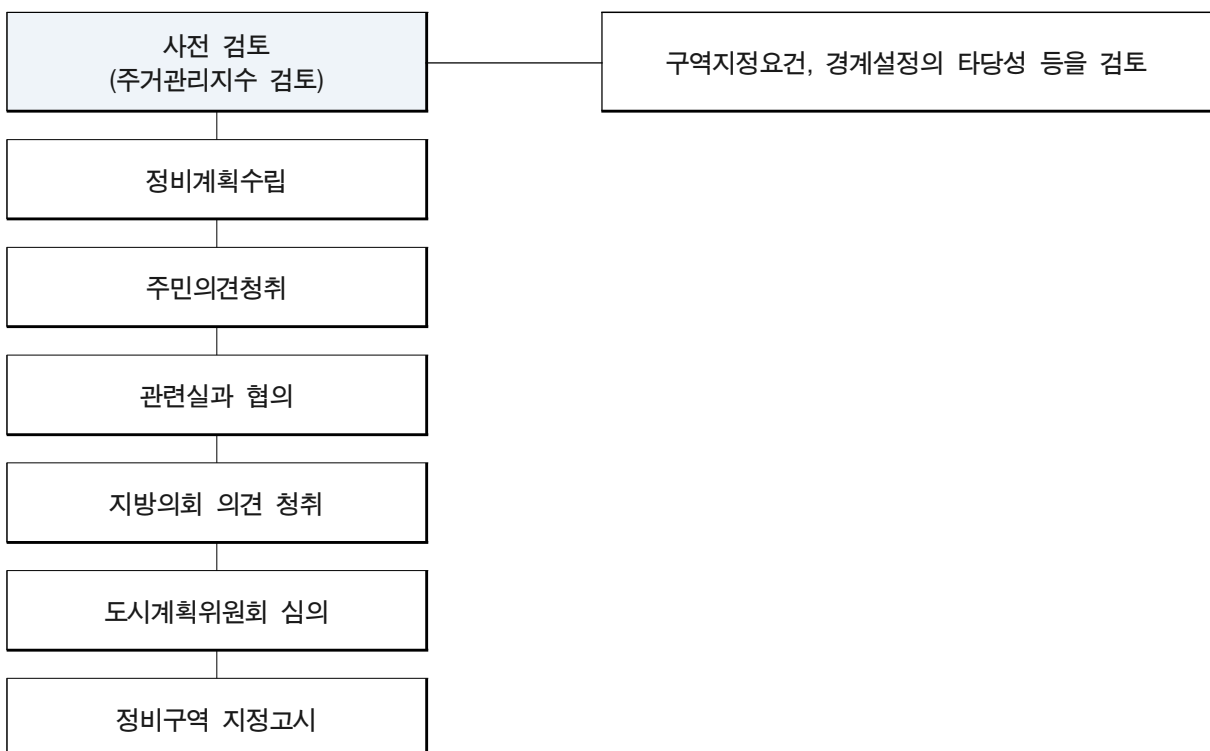 사전 검토
(주거관리지수 검토)
구역지정요건, 경계설정의 타당성 등을 검토
정비계획수립
주민의견청취
관련실과 협의
지방의회 의견 청취
도시계획위원회 심의
정비구역 지정고시